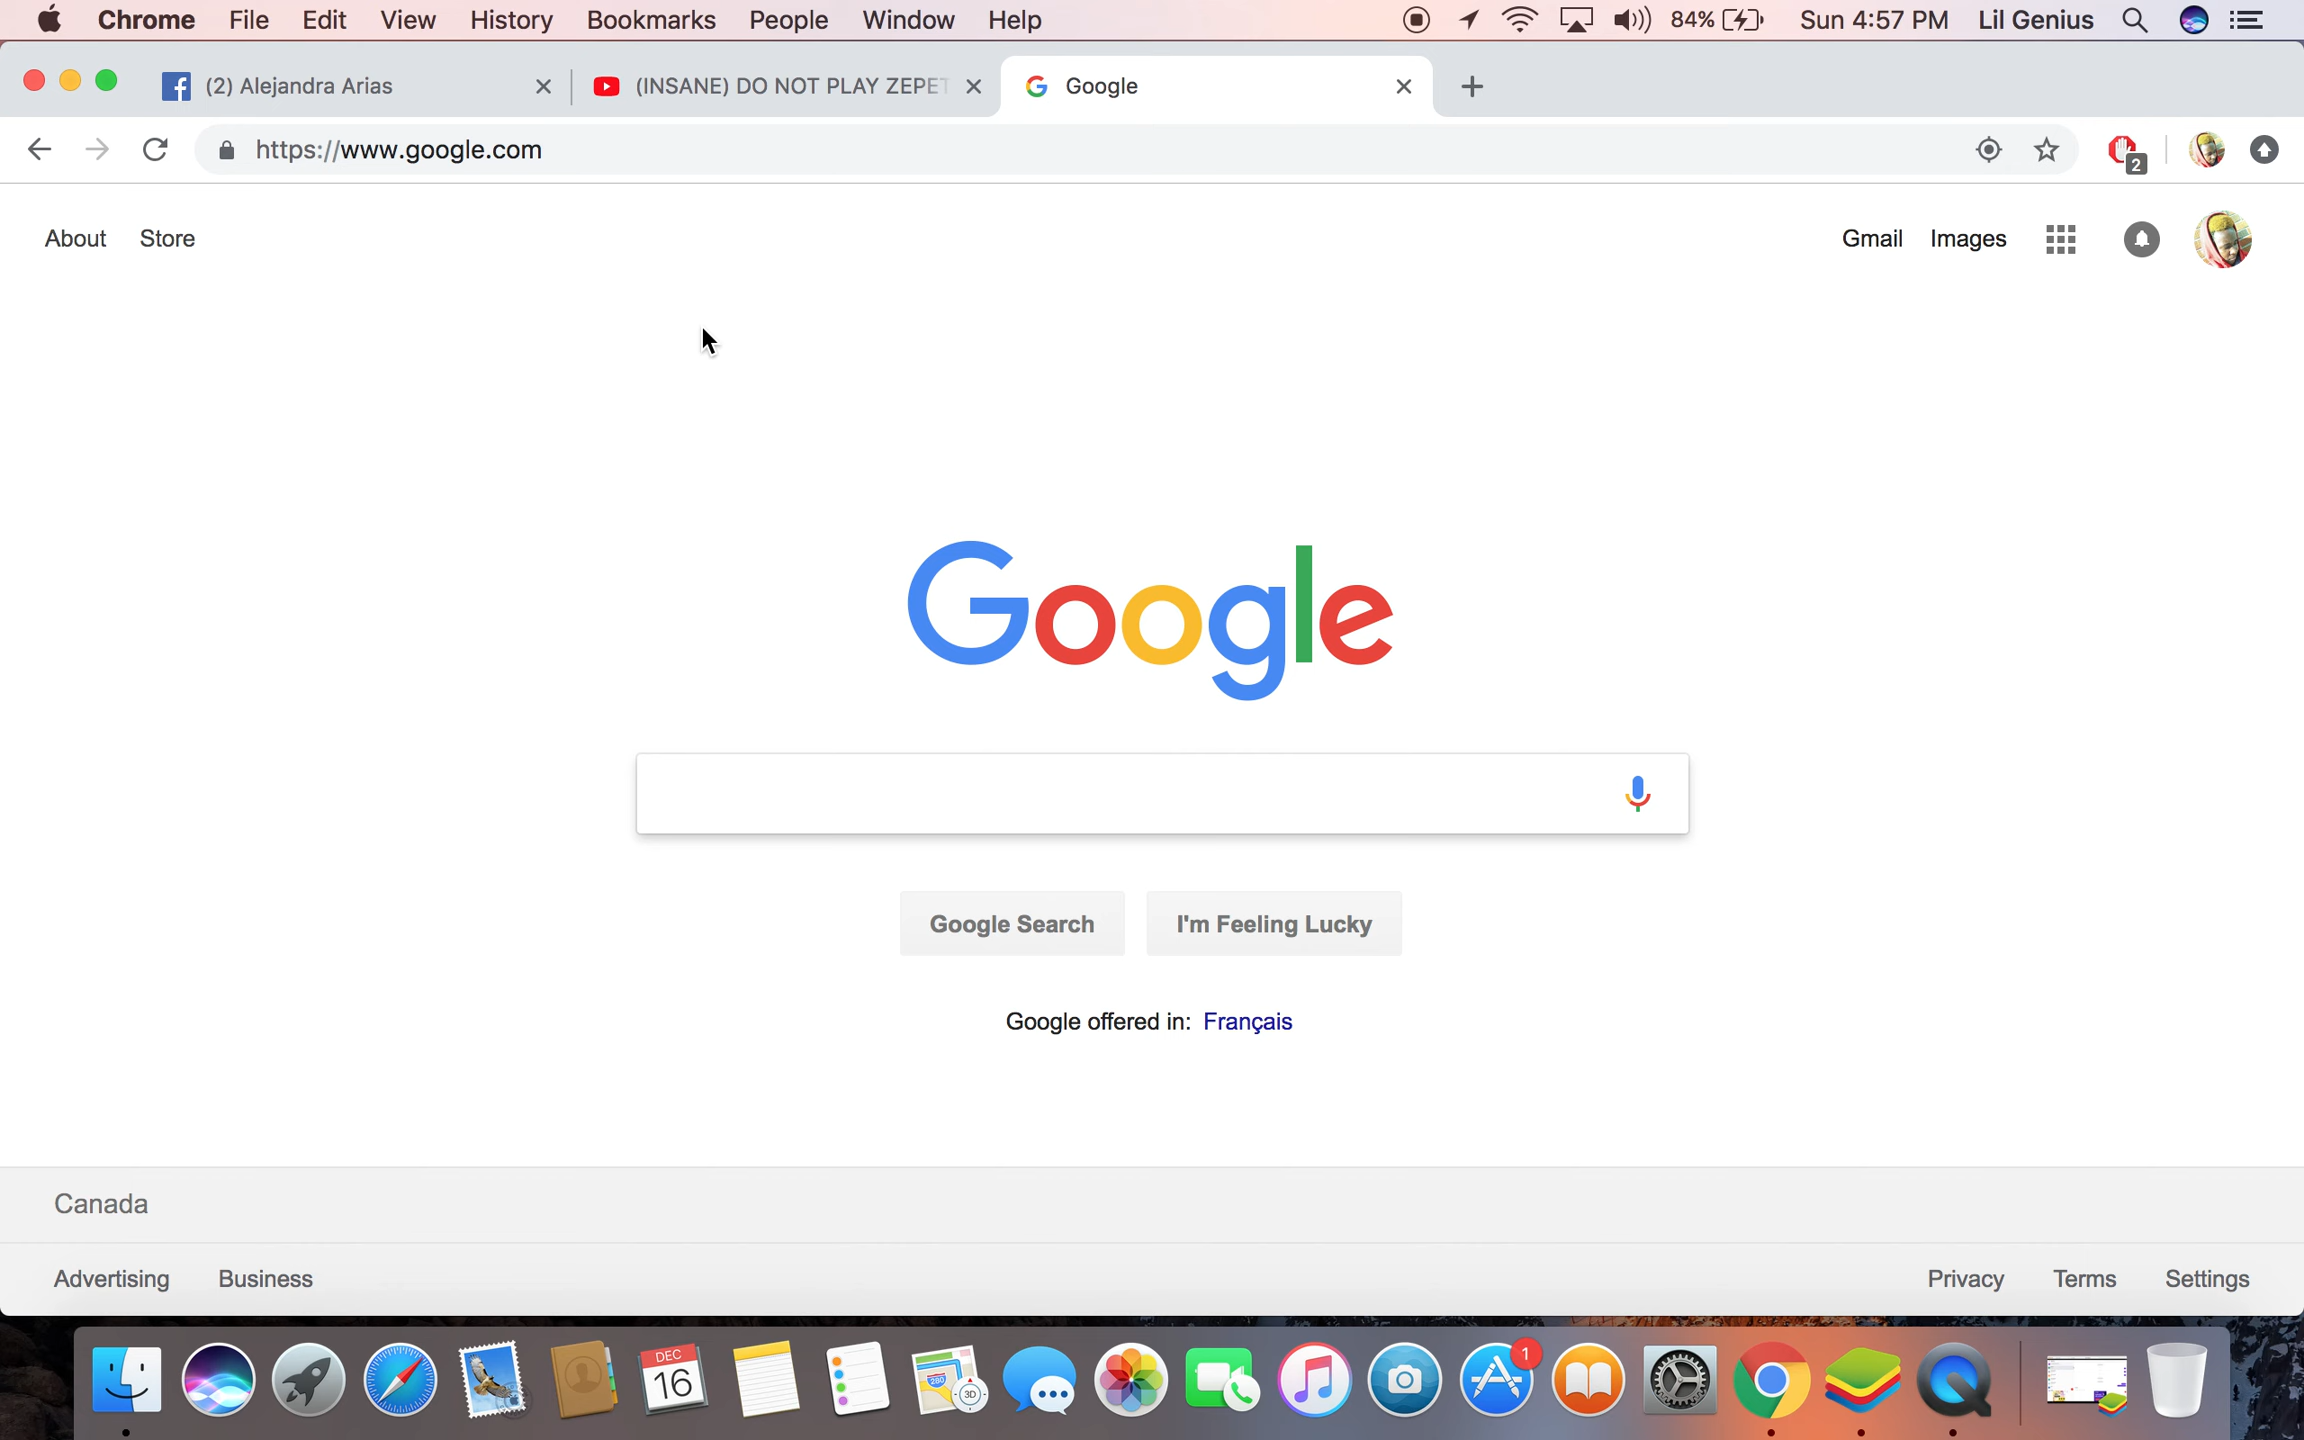 Chrome File Edit View History Bookmarks People Window Help 84% Sun 4:57 PM Lil Genius
(2) Alejandra Arias (INSANE) DO NOT PLAY ZEPET Google
https://www.google.com 2
About Store Gmail Images
Google
Google Search I'm Feeling Lucky
Google offered in: Français
Canada
Advertising Business Privacy Terms Settings
DEC 1
16 280 3D